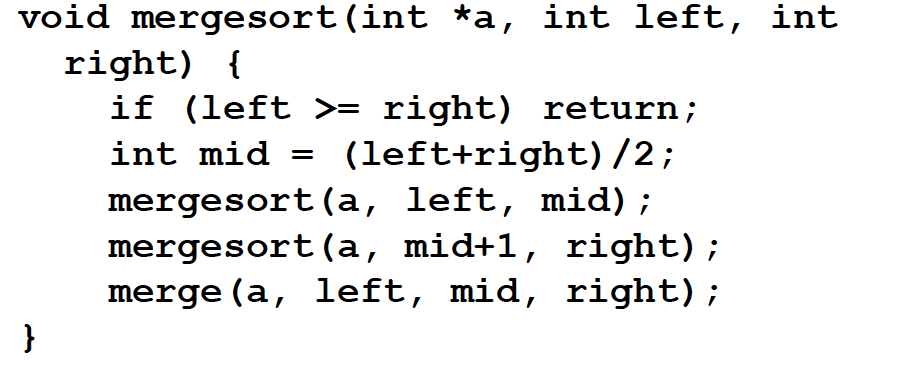 void mergesort(int *a, int left, int
right) {
if (left >= right) return;
int mid = (left+right)/2;
mergesort(a, left, mid);
mergesort(a, mid+1, right);
merge(a, left, mid, right);
}